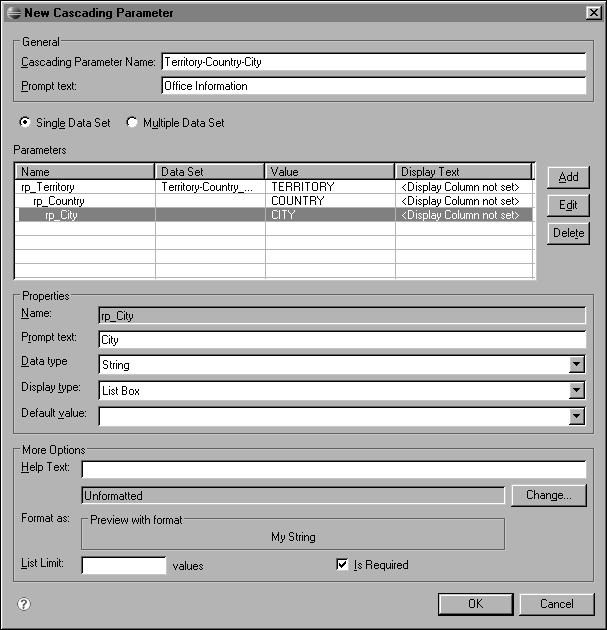 New Cascading Parameter
General
Cascading Parameter Name: Territory-Country-City
Prompt text: Office Information
Single Data Set Multiple Data Set
Parameters
Name Data Set Value Display Text
rp_Territory Territory-Country_... TERRITORY <Display Column not set>
rp_Country COUNTRY <Display Column not set>
rp_City CITY <Display Column not set>
Add
Edit
Delete
Properties
Name: rp_City
Prompt text: City
Data type String
Display type: List Box
Default value:
More Options
Help Text:
Unformatted Change...
Format as: Preview with format
My String
List Limit: values Is Required
? OK Cancel